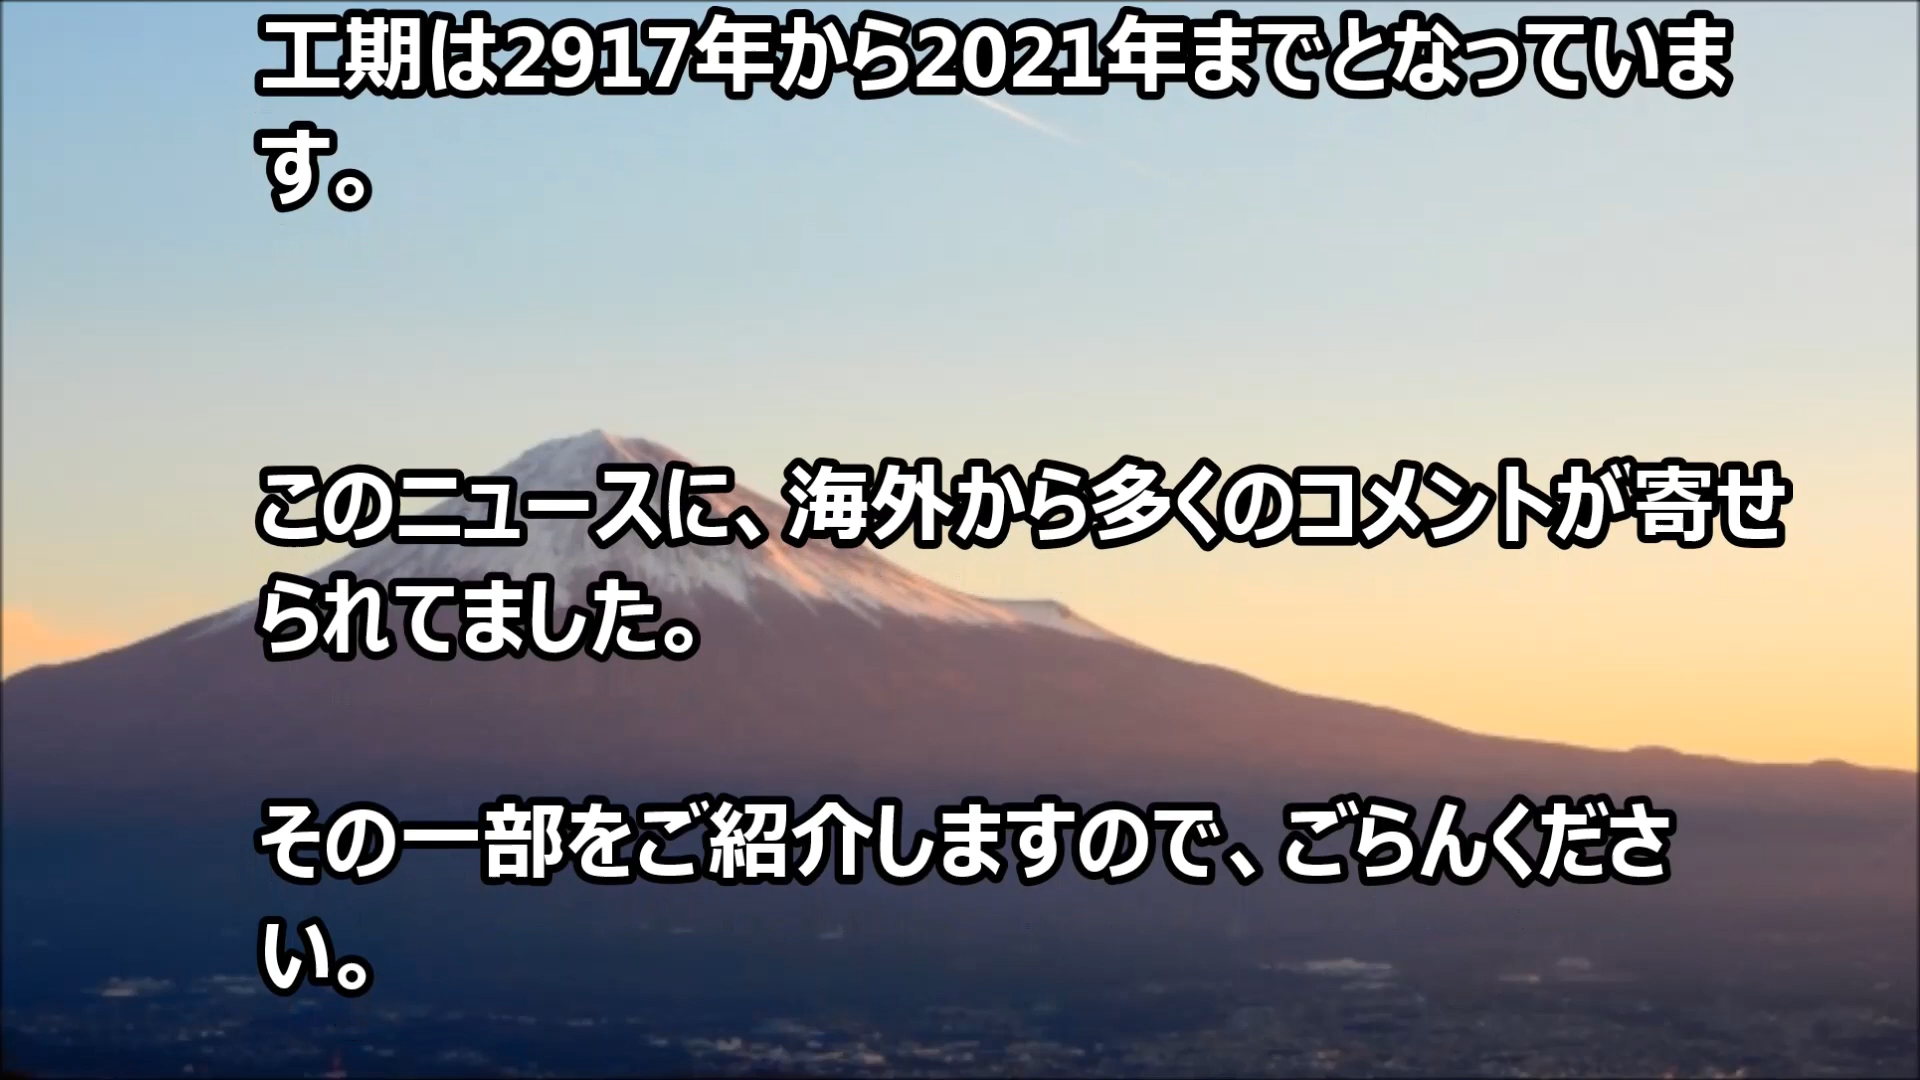 工期は2917年から2021年までとなっていま
す。
このニュースに、海外から多くのコメントが寄せ
られてました。
その一部をご紹介しますので、ごらんくださ
い。